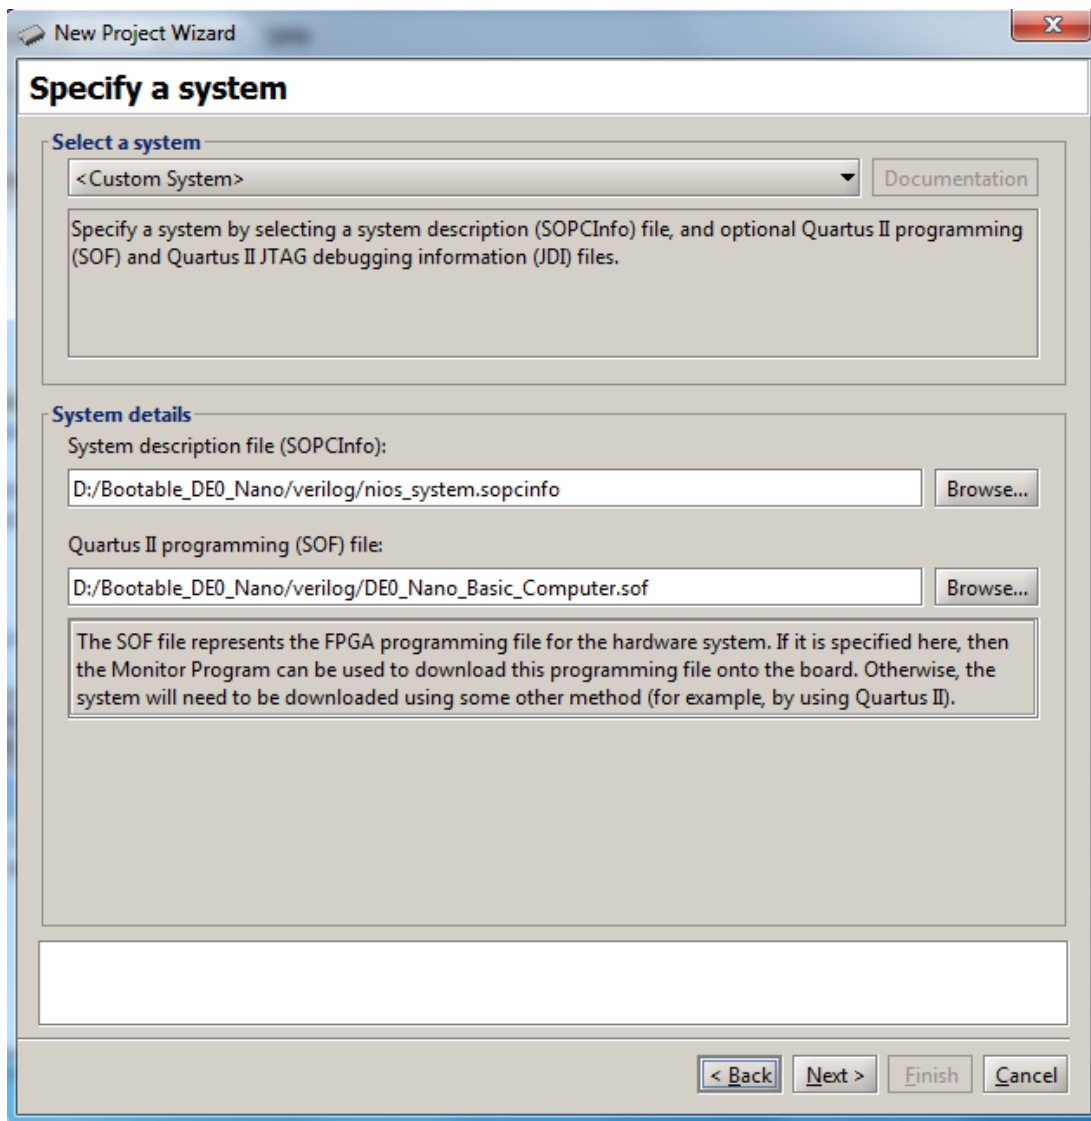 New Project Wizard
Specify a system
Select a system
<Custom System>
Documentation
Specify a system by selecting a system description (SOPCInfo) file, and optional Quartus II programming
(SOF) and Quartus II JTAG debugging information (JDI) files.
System details
System description file (SOPCInfo):
D:/Bootable_DE0_Nano/verilog/nios_system.sopcinfo
Browse...
Quartus II programming (SOF) file:
D:/Bootable_DE0_Nano/verilog/DE0_Nano_Basic_Computer.sof
Browse...
The SOF file represents the FPGA programming file for the hardware system. If it is specified here, then
the Monitor Program can be used to download this programming file onto the board. Otherwise, the
system will need to be downloaded using some other method (for example, by using Quartus II).
< Back
Next >
Finish
Cancel